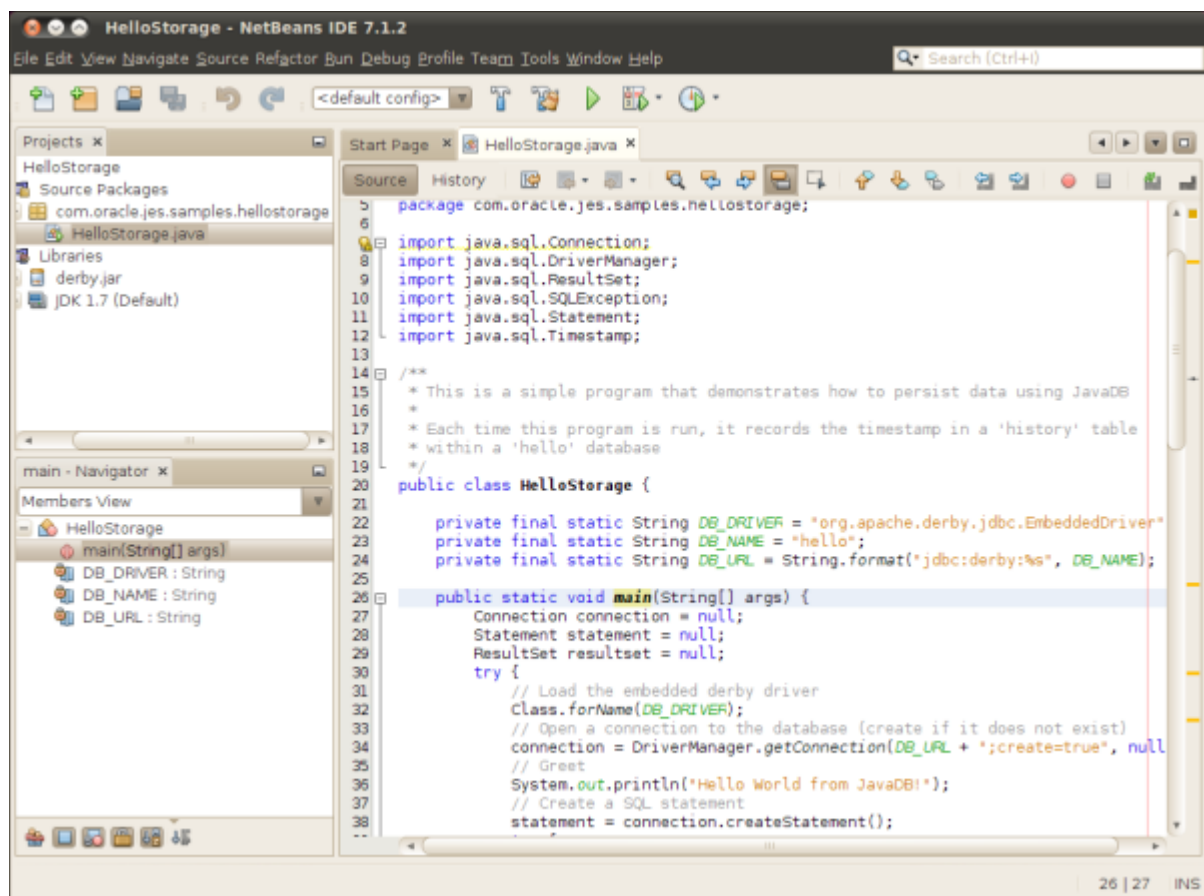 HelloStorage - NetBeans IDE 7.1.2
File Edit View Navigate Source Refactor Run Debug Profile Team Tools Window Help
Search (Ctrl+I)
<default config>
Projects
HelloStorage
Source Packages
com.oracle.jes.samples.hellostorage
HelloStorage.java
Libraries
derby.jar
JDK 1.7 (Default)
main - Navigator
Members View
HelloStorage
main(String[] args)
DB_DRIVER : String
DB_NAME : String
DB_URL : String
Start Page
HelloStorage.java
Source History
5 package com.oracle.jes.samples.hellostorage;
6
import java.sql.Connection;
8 import java.sql.DriverManager;
9 import java.sql.ResultSet;
10 import java.sql.SQLException;
11 import java.sql.Statement;
12 import java.sql.Timestamp;
13
14 /**
15 * This is a simple program that demonstrates how to persist data using JavaDB
16 *
17 * Each time this program is run, it records the timestamp in a 'history' table
18 * within a 'hello' database
19 */
20 public class HelloStorage {
21
22 private final static String DB_DRIVER = "org.apache.derby.jdbc.EmbeddedDriver"
23 private final static String DB_NAME = "hello";
24 private final static String DB_URL = String.format("jdbc:derby:%s", DB_NAME);
25
26 public static void main(String[] args) {
27 Connection connection = null;
28 Statement statement = null;
29 ResultSet resultset = null;
30 try {
31 // Load the embedded derby driver
32 Class.forName(DB_DRIVER);
33 // Open a connection to the database (create if it does not exist)
34 connection = DriverManager.getConnection(DB_URL + ";create=true", null
35 // Greet
36 System.out.println("Hello World from JavaDB!");
37 // Create a SQL statement
38 statement = connection.createStatement();
26 | 27 INS